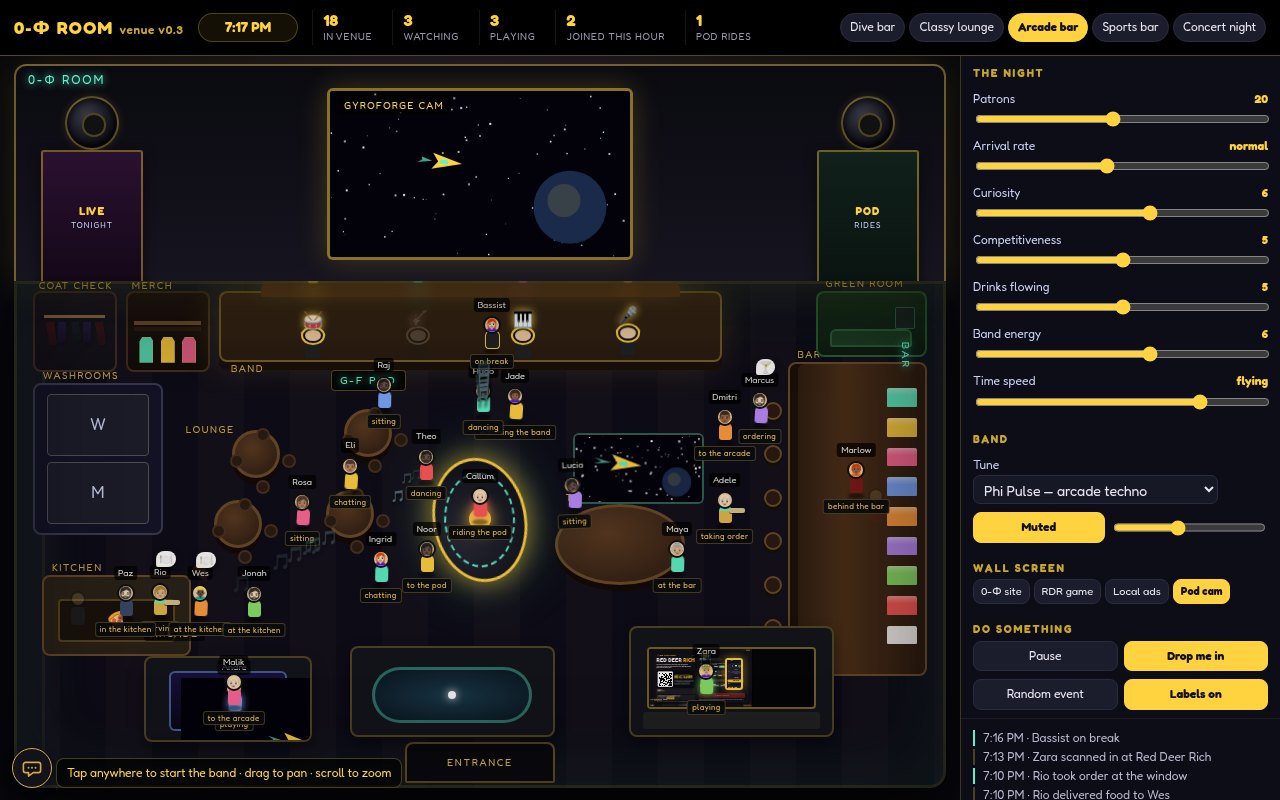 0-Φ ROOM venue v0.3
7:17 PM
18 IN VENUE
3 WATCHING
3 PLAYING
2 JOINED THIS HOUR
1 POD RIDES
Dive bar
Classy lounge
Arcade bar
Sports bar
Concert night
0-Φ ROOM
GYROFORGE CAM
LIVE
TONIGHT
POD
RIDES
COAT CHECK
MERCH
GREEN ROOM
Bassist
on break
BAND
BAR
BAR
WASHROOMS
W
M
LOUNGE
G-F P
Raj
sitting
Jade
dancing
ing the band
Marcus
ordering
Dmitri
to the arcade
Eli
chatting
Theo
dancing
Callum
riding the pod
Lucia
sitting
Adele
taking order
Marlow
behind the bar
Rosa
sitting
Noor
to the pod
Ingrid
chatting
Maya
at the bar
KITCHEN
Paz
in the kitchen
Rio
Wes
at the kitchen
Jonah
at the kitchen
Malik
to the arcade
playing
Zara
playing
RED DEER RICH
ENTRANCE
Tap anywhere to start the band · drag to pan · scroll to zoom
THE NIGHT
Patrons 20
Arrival rate normal
Curiosity 6
Competitiveness 5
Drinks flowing 5
Band energy 6
Time speed flying
BAND
Tune
Phi Pulse — arcade techno
Muted
WALL SCREEN
0-Φ site
RDR game
Local ads
Pod cam
DO SOMETHING
Pause
Drop me in
Random event
Labels on
7:16 PM · Bassist on break
7:13 PM · Zara scanned in at Red Deer Rich
7:10 PM · Rio took order at the window
7:10 PM · Rio delivered food to Wes